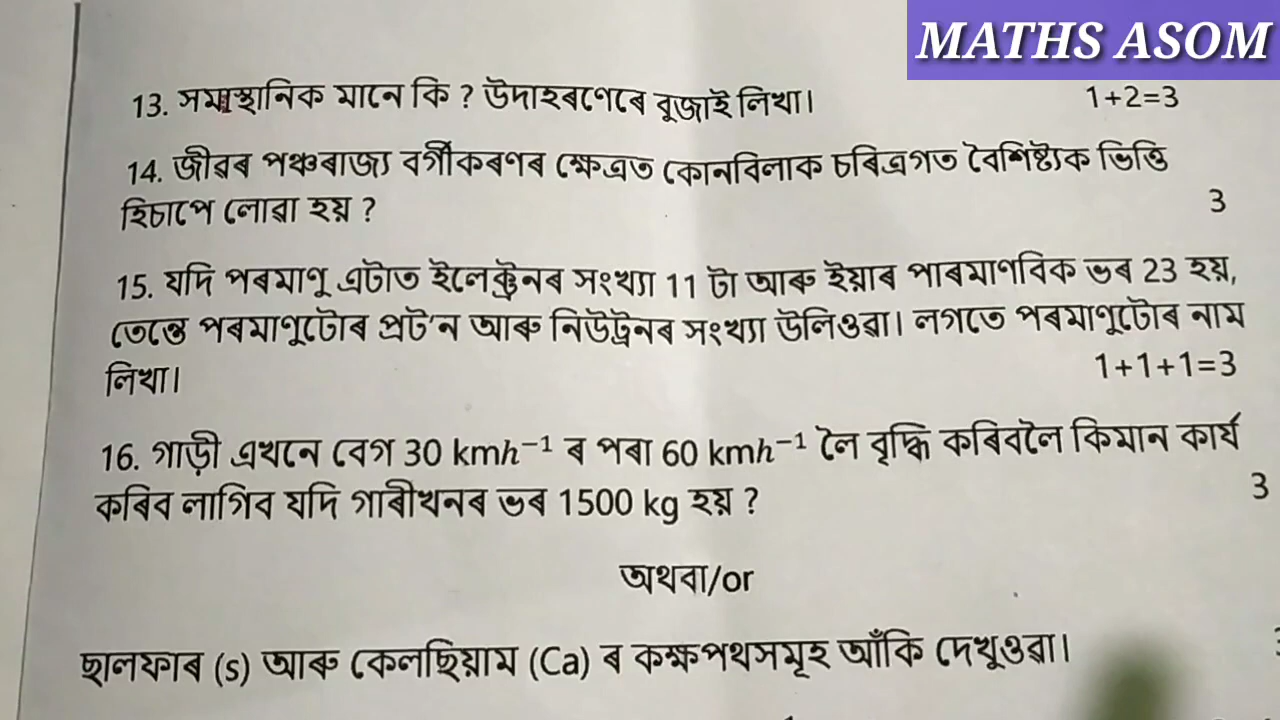 MATHS ASOM
13. সমস্থানিক মানে কি ? উদাহৰণেৰে বুজাই লিখা। 1+2=3
14. জীৱৰ পঞ্চৰাজ্য বৰ্গীকৰণৰ ক্ষেত্ৰত কোনবিলাক চৰিত্ৰগত বৈশিষ্ট্যক ভিত্তি
হিচাপে লোৱা হয় ? 3
15. যদি পৰমাণু এটাত ইলেক্ট্ৰনৰ সংখ্যা 11 টা আৰু ইয়াৰ পাৰমাণবিক ভৰ 23 হয়,
তেন্তে পৰমাণুটোৰ প্ৰট'ন আৰু নিউট্ৰনৰ সংখ্যা উলিওৱা। লগতে পৰমাণুটোৰ নাম
লিখা। 1+1+1=3
16. গাড়ী এখনে বেগ 30 kmh⁻¹ ৰ পৰা 60 kmh⁻¹ লৈ বৃদ্ধি কৰিবলৈ কিমান কাৰ্য
কৰিব লাগিব যদি গাৰীখনৰ ভৰ 1500 kg হয় ? 3
অথবা/or
ছালফাৰ (s) আৰু কেলছিয়াম (Ca) ৰ কক্ষপথসমূহ আঁকি দেখুওৱা।